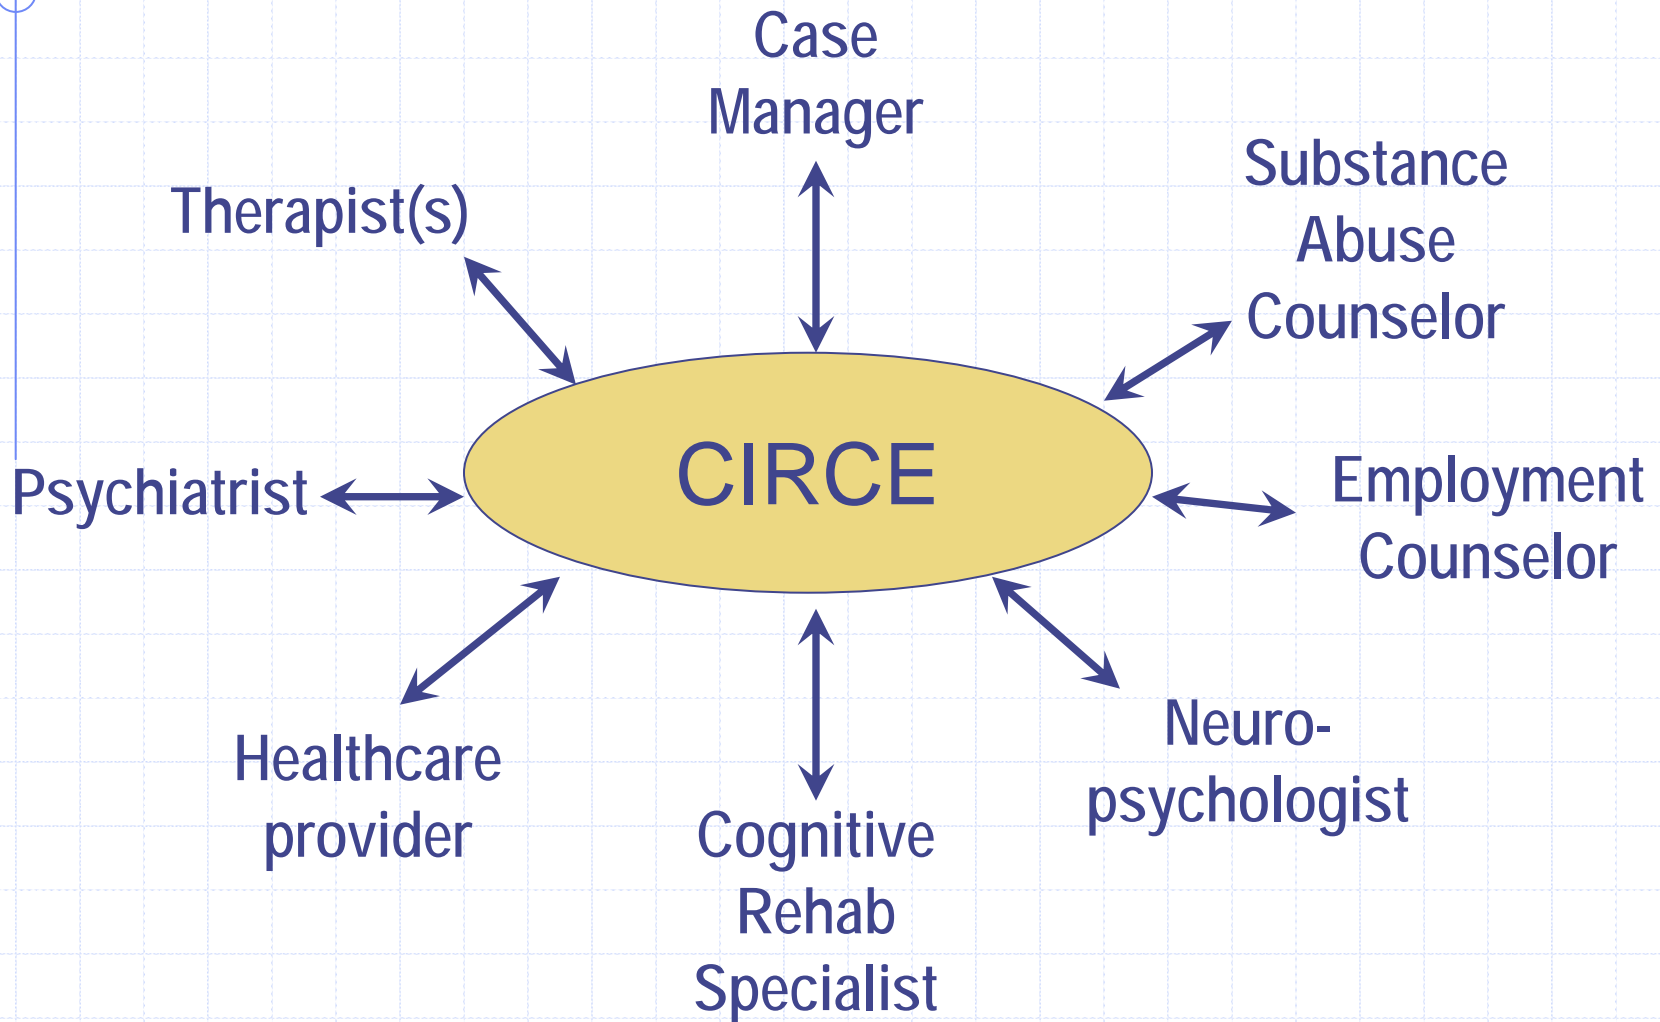 Case
Manager
Substance
Abuse
Counselor
Therapist(s)
CIRCE
Psychiatrist
Employment
Counselor
Healthcare
provider
Cognitive
Rehab
Specialist
Neuro-
psychologist